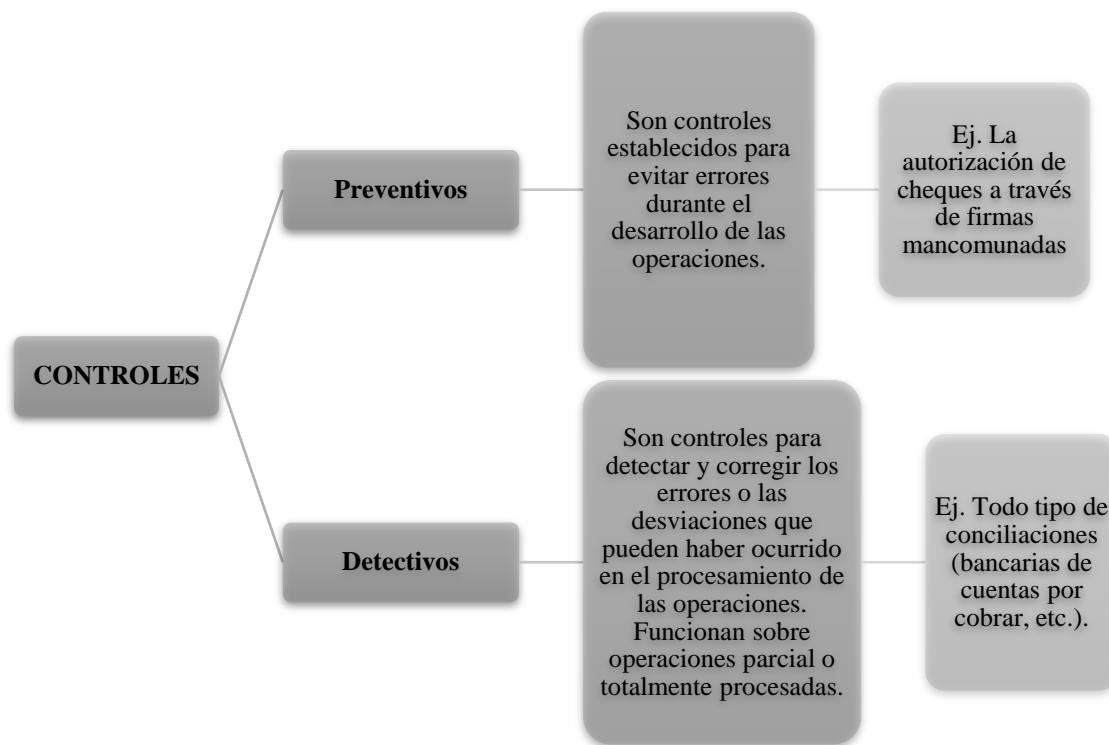 CONTROLES
Preventivos
Son controles
establecidos para
evitar errores
durante el
desarrollo de las
operaciones.
Ej. La
autorización de
cheques a través
de firmas
mancomunadas
Detectivos
Son controles para
detectar y corregir los
errores o las
desviaciones que
pueden haber ocurrido
en el procesamiento de
las operaciones.
Funcionan sobre
operaciones parcial o
totalmente procesadas.
Ej. Todo tipo de
conciliaciones
(bancarias de
cuentas por
cobrar, etc.).